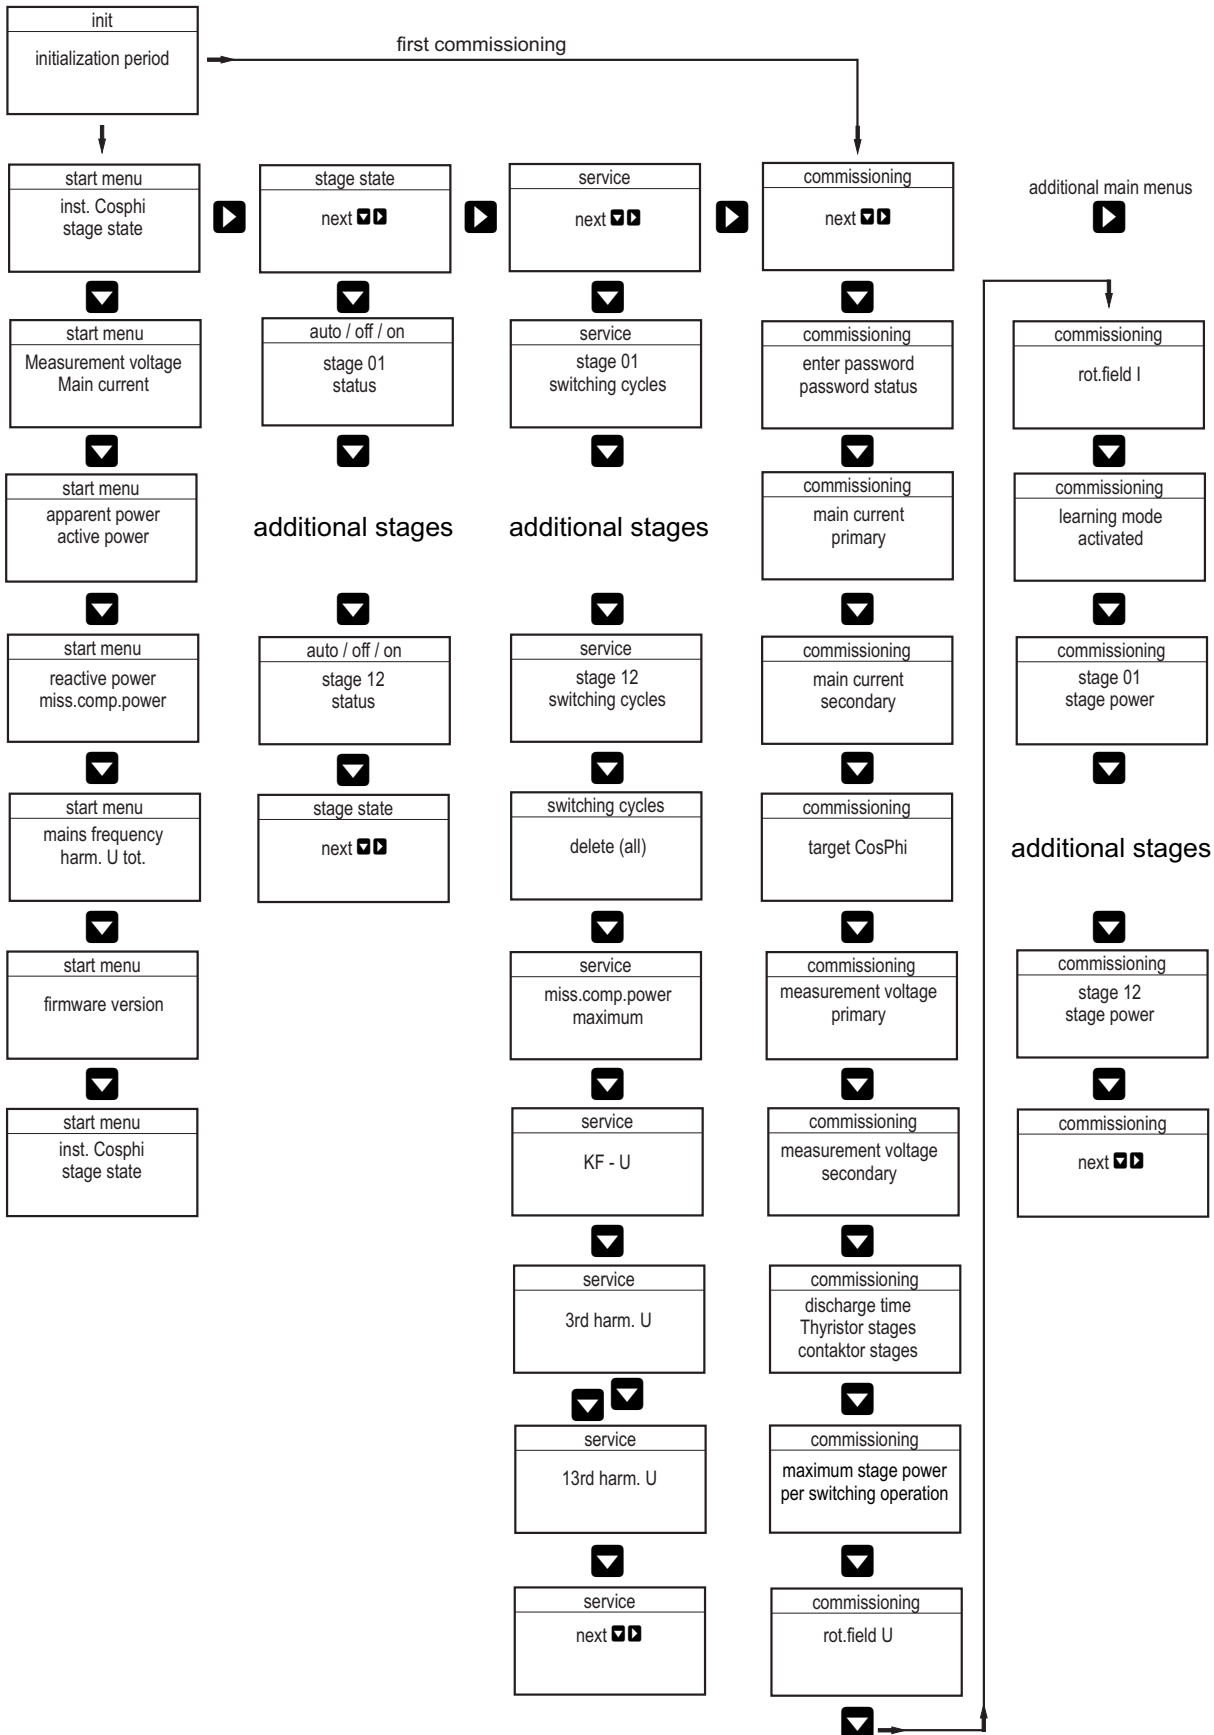 init
initialization period
first commissioning
start menu
inst. Cosphi
stage state
start menu
Measurement voltage
Main current
start menu
apparent power
active power
start menu
reactive power
miss.comp.power
start menu
mains frequency
harm. U tot.
start menu
firmware version
start menu
inst. Cosphi
stage state
stage state
next
auto / off / on
stage 01
status
additional stages
auto / off / on
stage 12
status
stage state
next
service
next
service
stage 01
switching cycles
additional stages
service
stage 12
switching cycles
switching cycles
delete (all)
service
miss.comp.power
maximum
service
KF - U
service
3rd harm. U
service
13rd harm. U
service
next
commissioning
next
commissioning
enter password
password status
commissioning
main current
primary
commissioning
main current
secondary
commissioning
target CosPhi
commissioning
measurement voltage
primary
commissioning
measurement voltage
secondary
commissioning
discharge time
Thyristor stages
contaktor stages
commissioning
maximum stage power
per switching operation
commissioning
rot.field U
additional main menus
commissioning
rot.field I
commissioning
learning mode
activated
commissioning
stage 01
stage power
additional stages
commissioning
stage 12
stage power
commissioning
next